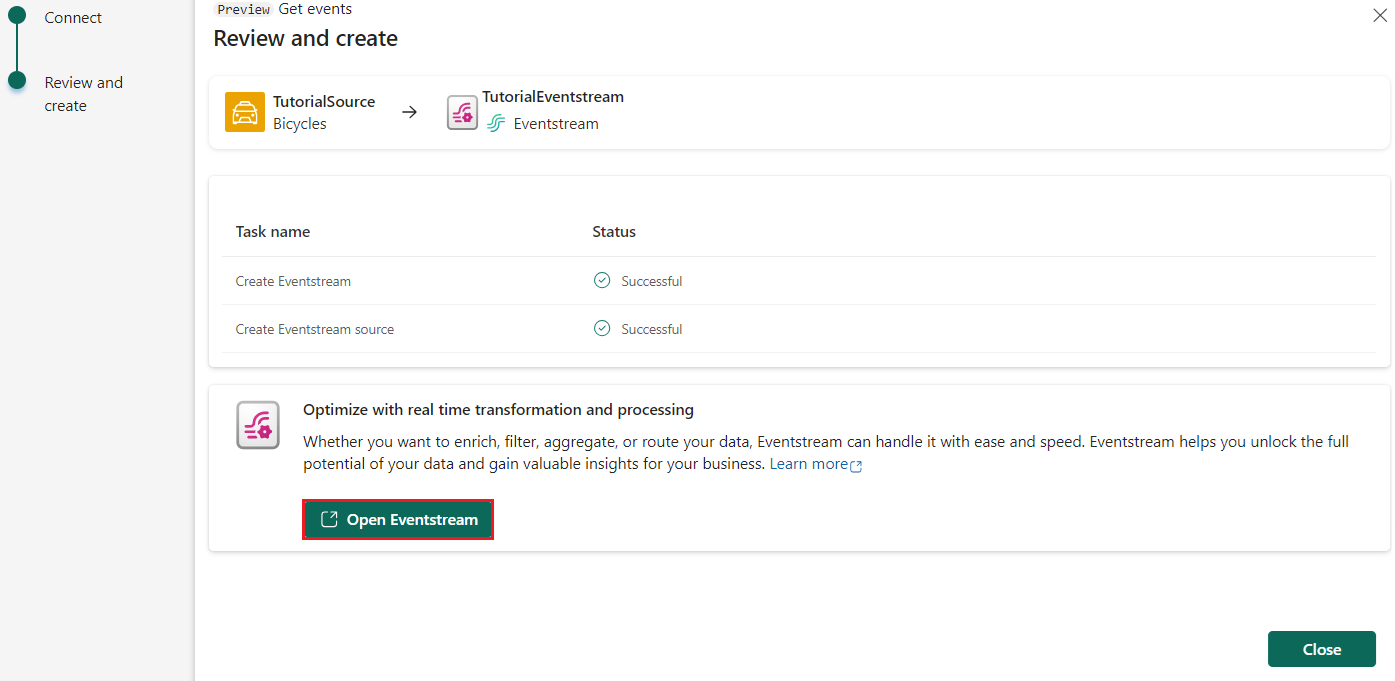 Connect
Review and
create
Preview Get events
Review and create
TutorialSource
Bicycles
TutorialEventstream
Eventstream
Task name Status
Create Eventstream Successful
Create Eventstream source Successful
Optimize with real time transformation and processing
Whether you want to enrich, filter, aggregate, or route your data, Eventstream can handle it with ease and speed. Eventstream helps you unlock the full
potential of your data and gain valuable insights for your business. Learn more
Open Eventstream
Close